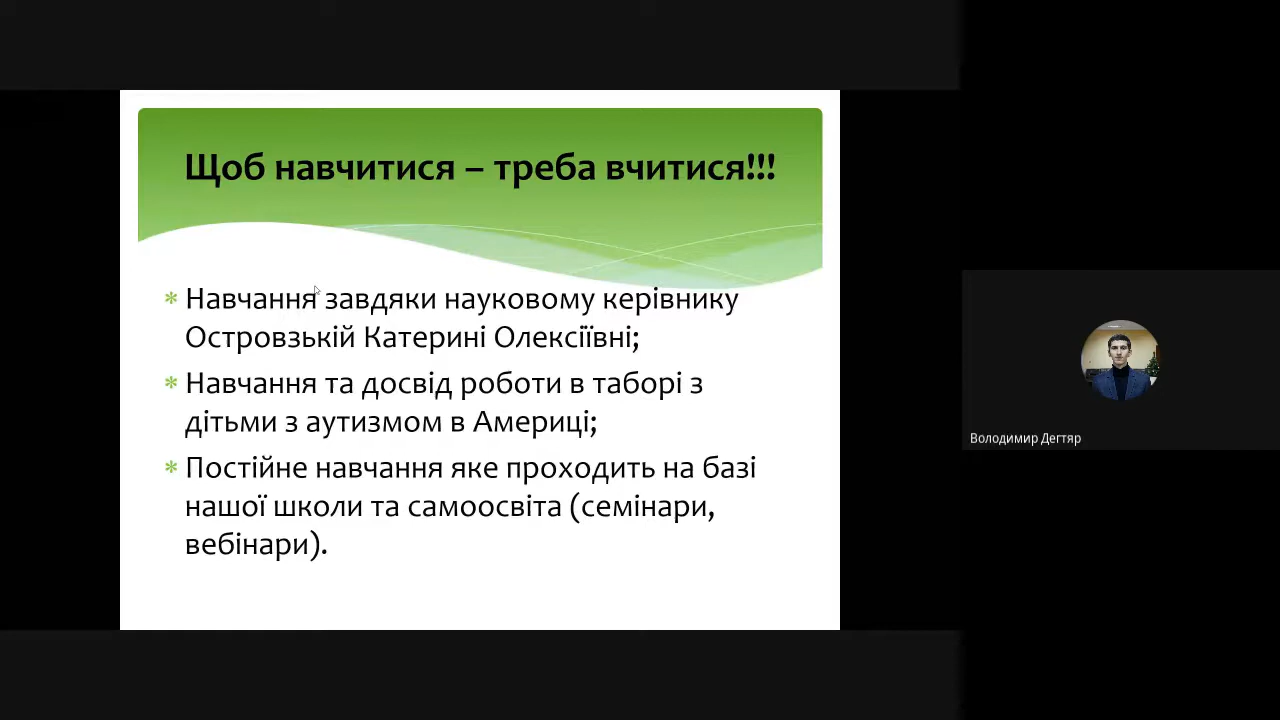 Щоб навчитися – треба вчитися!!!
* Навчання завдяки науковому керівнику
Островзькій Катерині Олексіївні;
* Навчання та досвід роботи в таборі з
дітьми з аутизмом в Америці;
* Постійне навчання яке проходить на базі
нашої школи та самоосвіта (семінари,
вебінари).
Володимир Дегтяр